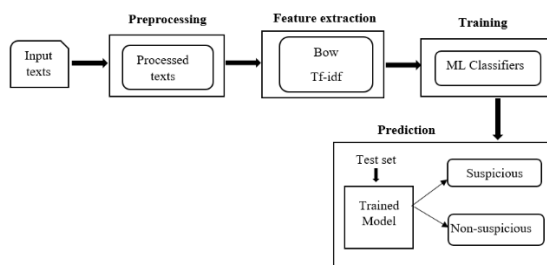 Preprocessing
Feature extraction
Training
Input
texts
Processed
texts
Bow
Tf-idf
ML Classifiers
Prediction
Test set
Trained
Model
Suspicious
Non-suspicious